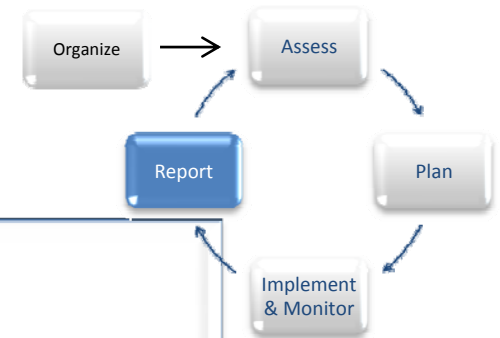 Organize
Assess
Report
Plan
Implement
& Monitor